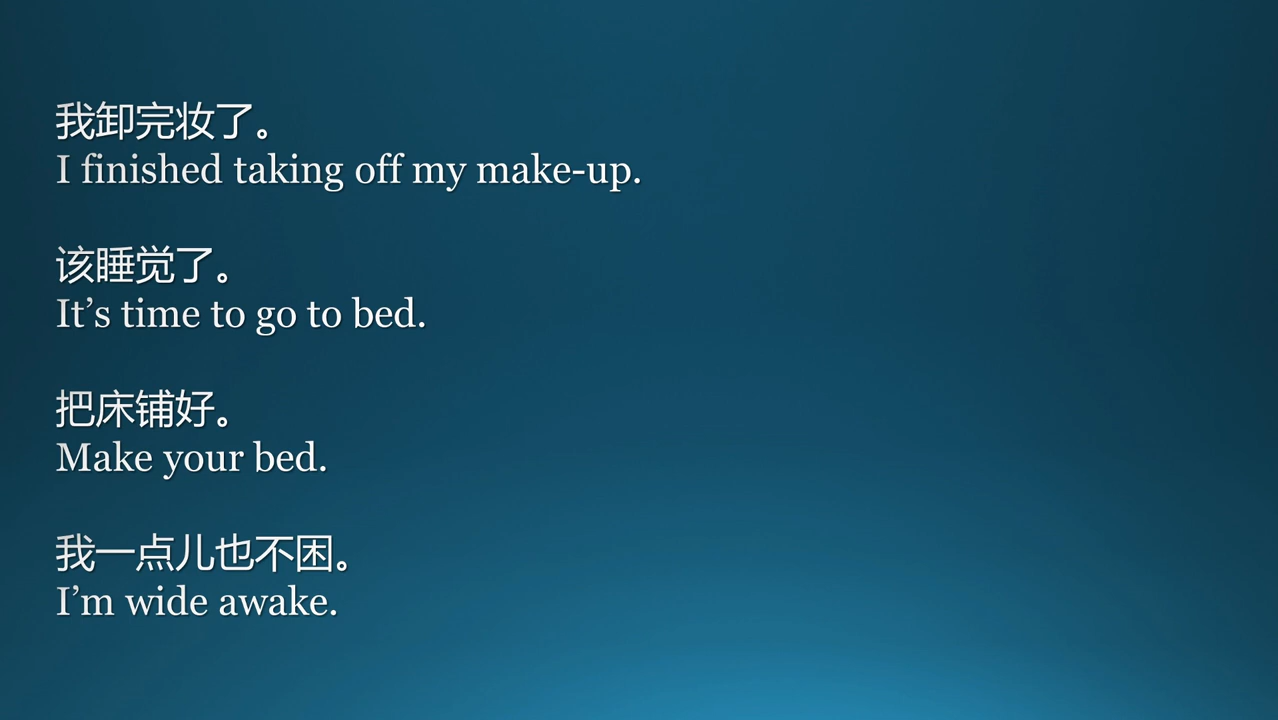 我卸完妆了。
I finished taking off my make-up.
该睡觉了。
It’s time to go to bed.
把床铺好。
Make your bed.
我一点儿也不困。
I’m wide awake.